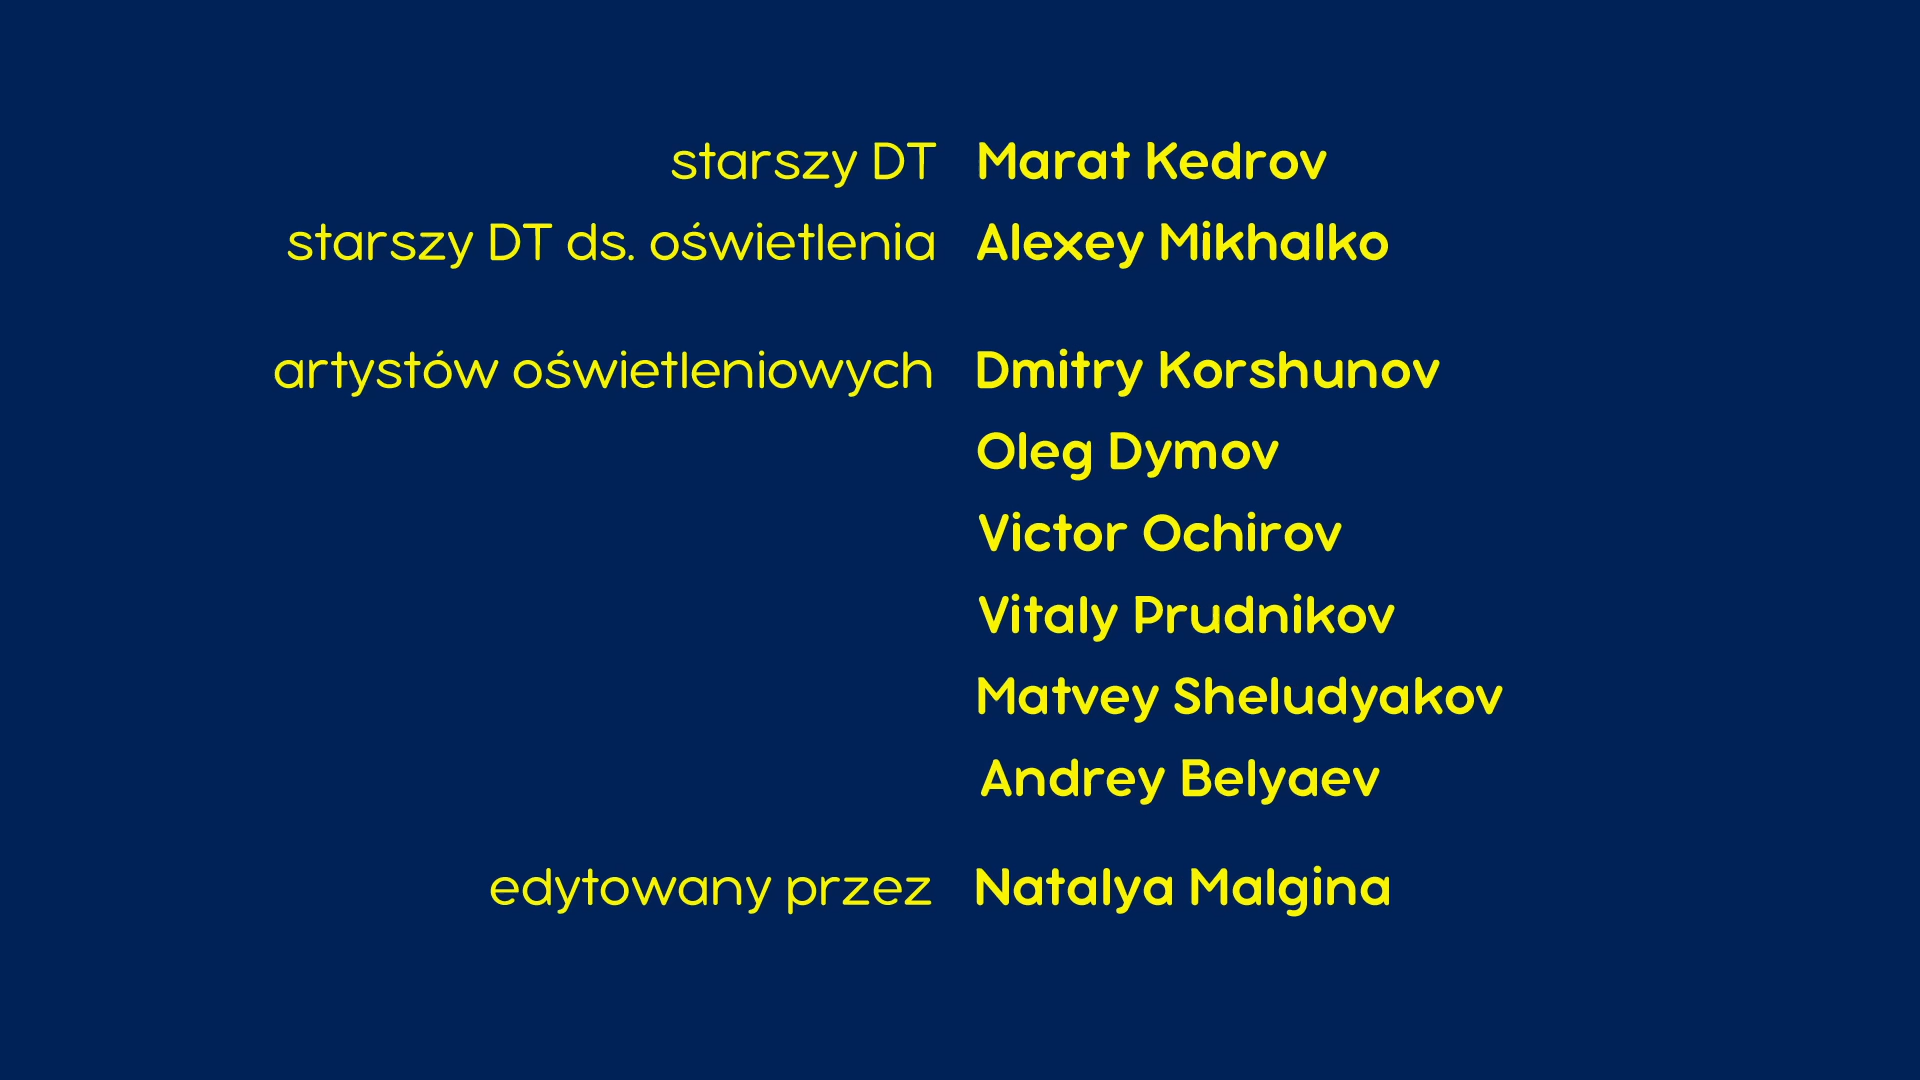 starszy DT Marat Kedrov
starszy DT ds. oświetlenia Alexey Mikhalko
artystów oświetleniowych Dmitry Korshunov
Oleg Dymov
Victor Ochirov
Vitaly Prudnikov
Matvey Sheludyakov
Andrey Belyaev
edytowany przez Natalya Malgina